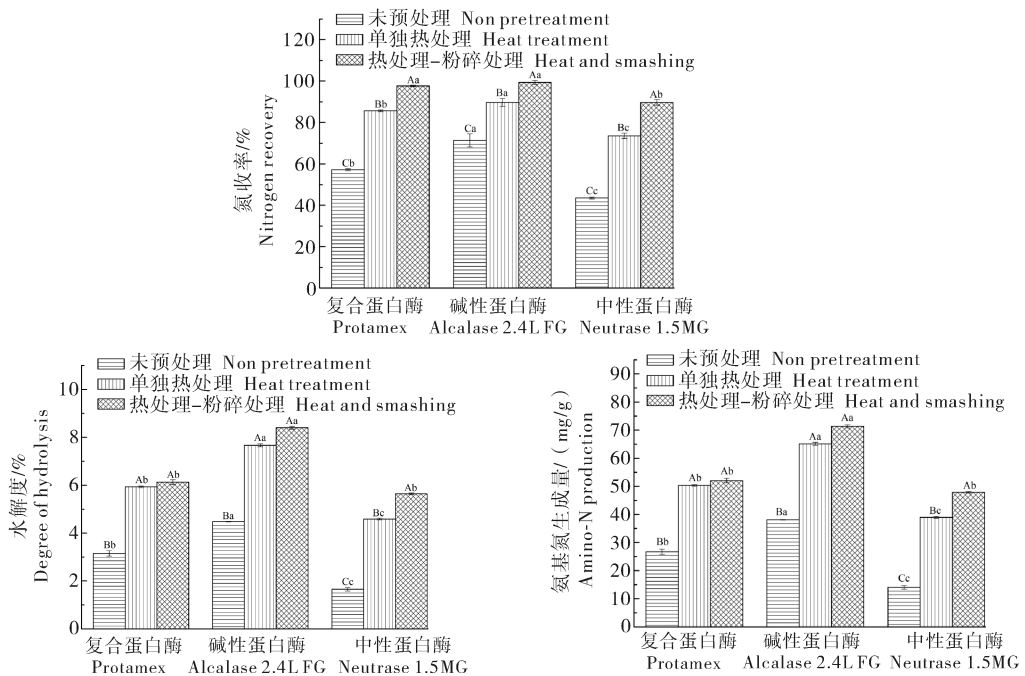 未预处理 Non pretreatment
单独热处理 Heat treatment
热处理–粉碎处理 Heat and smashing
氮收率/%
Nitrogen recovery
120
100
80
60
40
20
0
Cb
Bb
Aa
Ca
Ba
Aa
Cc
Bc
Ab
复合蛋白酶 碱性蛋白酶 中性蛋白酶
Protamex Alcalase 2.4L FG Neutrase 1.5MG
未预处理 Non pretreatment
单独热处理 Heat treatment
热处理–粉碎处理 Heat and smashing
水解度/%
Degree of hydrolysis
10
8
6
4
2
0
Bb
Ab
Ab
Ba
Aa
Aa
Cc
Bc
Ab
复合蛋白酶 碱性蛋白酶 中性蛋白酶
Protamex Alcalase 2.4L FG Neutrase 1.5MG
未预处理 Non pretreatment
单独热处理 Heat treatment
热处理–粉碎处理 Heat and smashing
氨基氮生成量/（mg/g）
Amino-N production
90
80
70
60
50
40
30
20
10
0
Bb
Ab
Ab
Ba
Aa
Aa
Cc
Bc
Ab
复合蛋白酶 碱性蛋白酶 中性蛋白酶
Protamex Alcalase 2.4L FG Neutrase 1.5MG